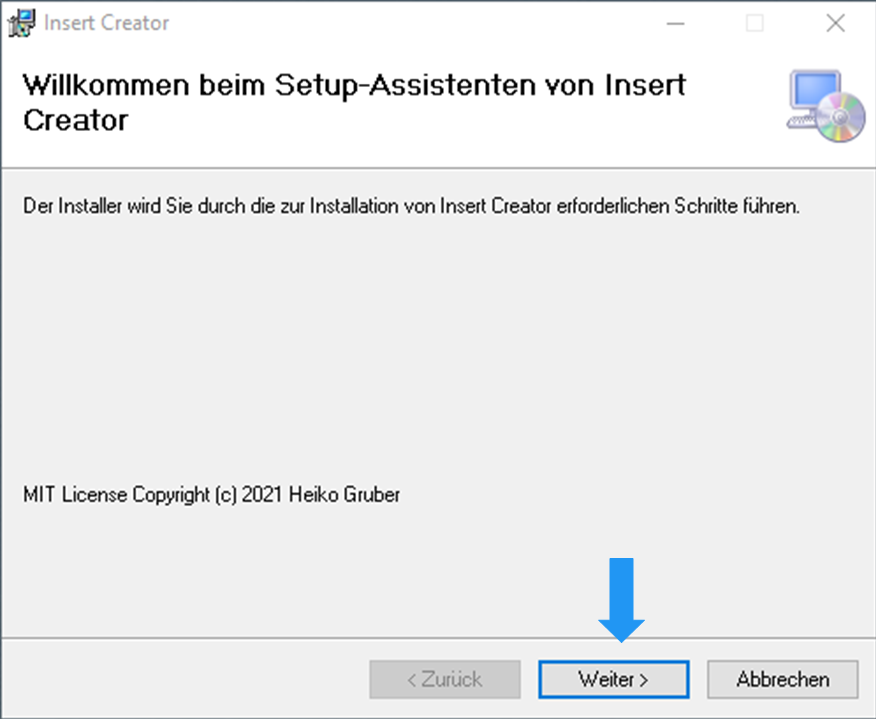 Insert Creator
Willkommen beim Setup-Assistenten von Insert
Creator
Der Installer wird Sie durch die zur Installation von Insert Creator erforderlichen Schritte führen.
MIT License Copyright (c) 2021 Heiko Gruber
< Zurück
Weiter >
Abbrechen